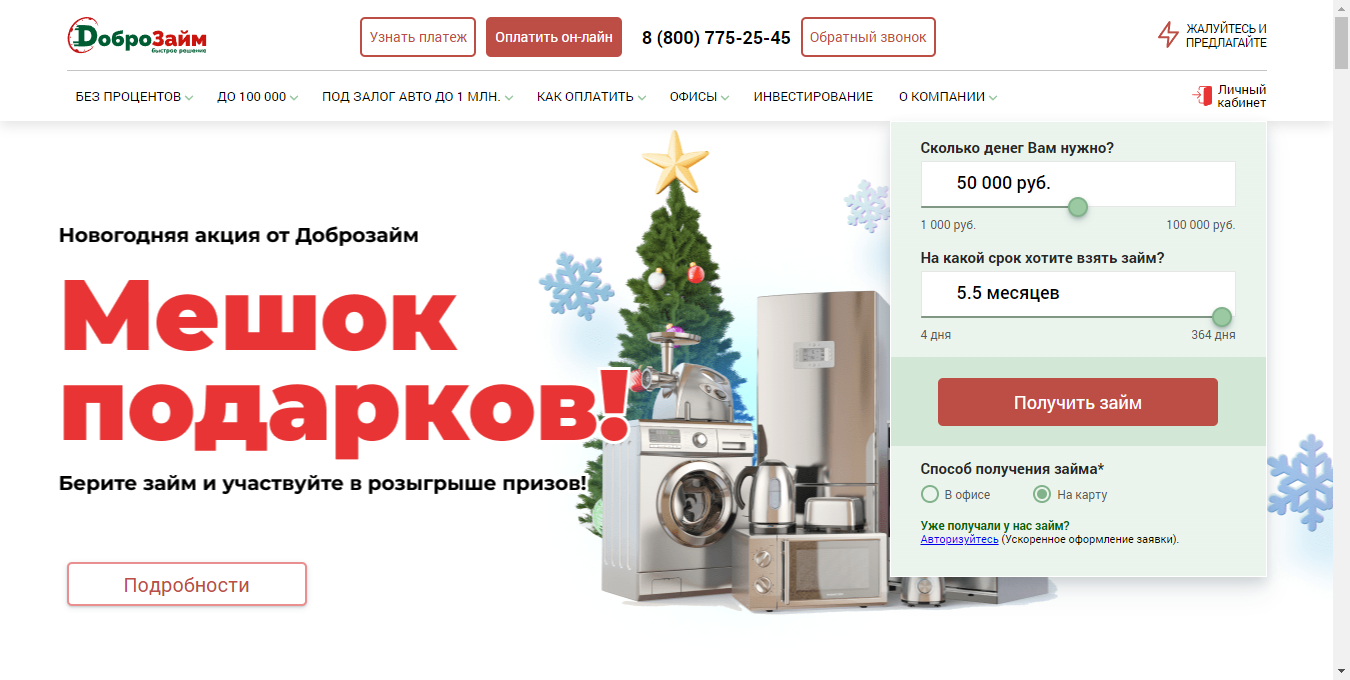 ДоброЗайм
быстрое решение
Узнать платеж
Оплатить он-лайн
8 (800) 775-25-45
Обратный звонок
ЖАЛУЙТЕСЬ И
ПРЕДЛАГАЙТЕ
БЕЗ ПРОЦЕНТОВ
ДО 100 000
ПОД ЗАЛОГ АВТО ДО 1 МЛН.
КАК ОПЛАТИТЬ
ОФИСЫ
ИНВЕСТИРОВАНИЕ
О КОМПАНИИ
Личный
кабинет
Новогодняя акция от Доброзайм
Мешок
подарков!
Берите займ и участвуйте в розыгрыше призов!
Подробности
Сколько денег Вам нужно?
50 000 руб.
1 000 руб.
100 000 руб.
На какой срок хотите взять займ?
5.5 месяцев
4 дня
364 дня
Получить займ
Способ получения займа*
В офисе
На карту
Уже получали у нас займ?
Авторизуйтесь (Ускоренное оформление заявки).